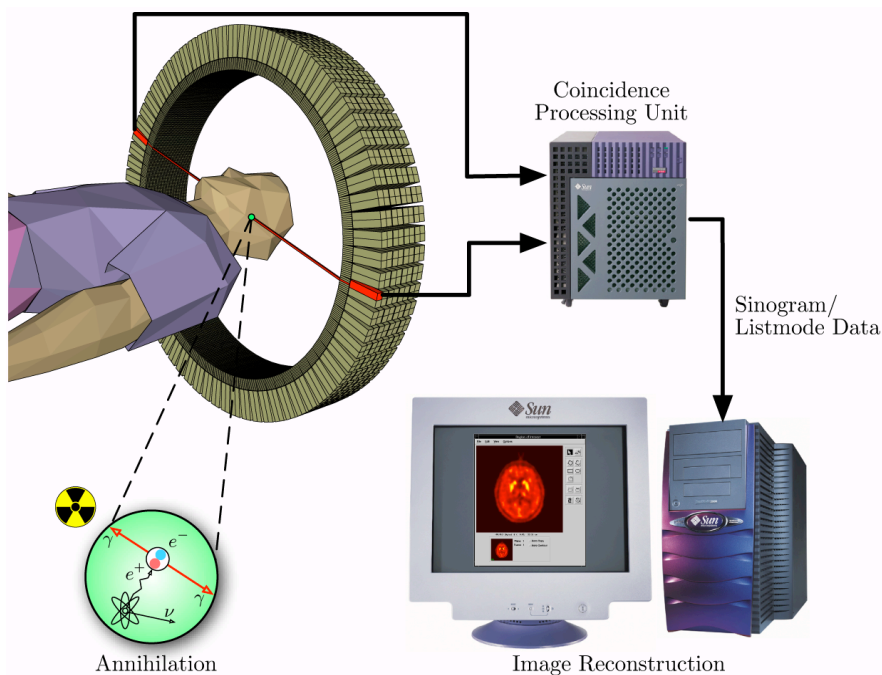 Coincidence
Processing Unit
Sun
Sinogram/
Listmode Data
Sun
Sun
γ
e−
e+
γ
ν
Annihilation
Image Reconstruction